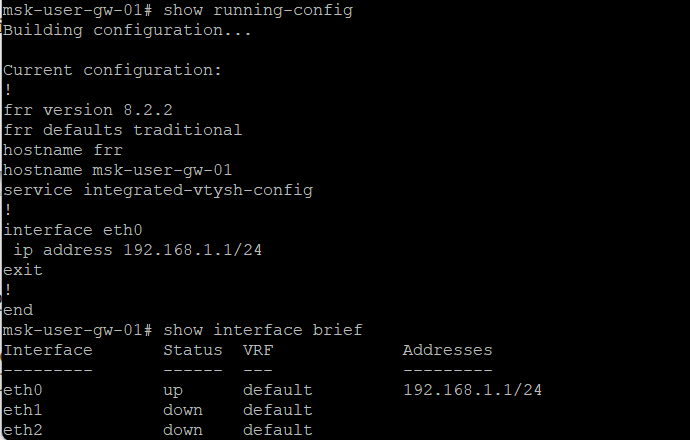 msk-user-gw-01# show running-config
Building configuration...

Current configuration:
!
frr version 8.2.2
frr defaults traditional
hostname frr
hostname msk-user-gw-01
service integrated-vtysh-config
!
interface eth0
 ip address 192.168.1.1/24
exit
!
end
msk-user-gw-01# show interface brief
Interface       Status  VRF             Addresses
---------       ------  ---             ---------
eth0            up      default         192.168.1.1/24
eth1            down    default
eth2            down    default